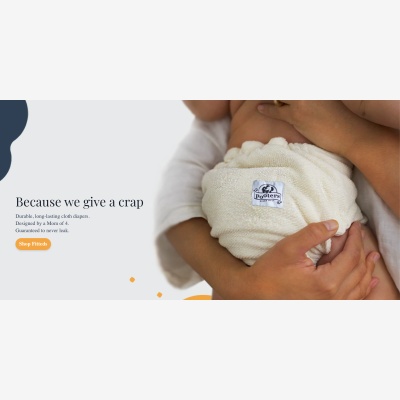 Because we give a crap
Durable, long-lasting cloth diapers.
Designed by a Mom of 4.
Guaranteed to never leak.
Shop Fitteds